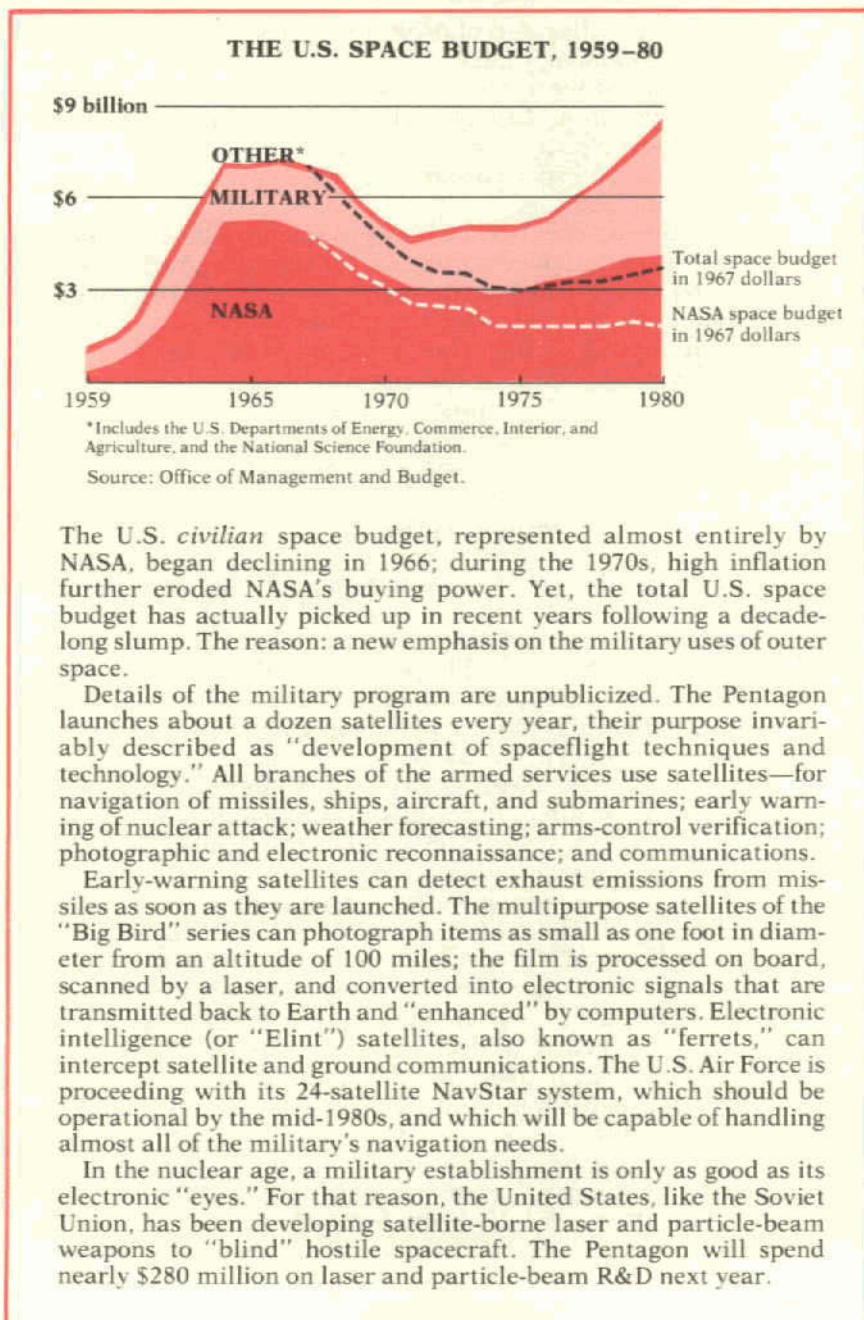 THE U.S. SPACE BUDGET, 1959–80
$9 billion
OTHER*
$6
MILITARY
Total space budget
in 1967 dollars
$3
NASA
NASA space budget
in 1967 dollars
1959
1965
1970
1975
1980
*Includes the U.S. Departments of Energy, Commerce, Interior, and
Agriculture, and the National Science Foundation.
Source: Office of Management and Budget.
The U.S. civilian space budget, represented almost entirely by
NASA, began declining in 1966; during the 1970s, high inflation
further eroded NASA's buying power. Yet, the total U.S. space
budget has actually picked up in recent years following a decade-
long slump. The reason: a new emphasis on the military uses of outer
space.
Details of the military program are unpublicized. The Pentagon
launches about a dozen satellites every year, their purpose invari-
ably described as "development of spaceflight techniques and
technology." All branches of the armed services use satellites—for
navigation of missiles, ships, aircraft, and submarines; early warn-
ing of nuclear attack; weather forecasting; arms-control verification;
photographic and electronic reconnaissance; and communications.
Early-warning satellites can detect exhaust emissions from mis-
siles as soon as they are launched. The multipurpose satellites of the
"Big Bird" series can photograph items as small as one foot in diam-
eter from an altitude of 100 miles; the film is processed on board,
scanned by a laser, and converted into electronic signals that are
transmitted back to Earth and "enhanced" by computers. Electronic
intelligence (or "Elint") satellites, also known as "ferrets," can
intercept satellite and ground communications. The U.S. Air Force is
proceeding with its 24-satellite NavStar system, which should be
operational by the mid-1980s, and which will be capable of handling
almost all of the military's navigation needs.
In the nuclear age, a military establishment is only as good as its
electronic "eyes." For that reason, the United States, like the Soviet
Union, has been developing satellite-borne laser and particle-beam
weapons to "blind" hostile spacecraft. The Pentagon will spend
nearly $280 million on laser and particle-beam R&D next year.